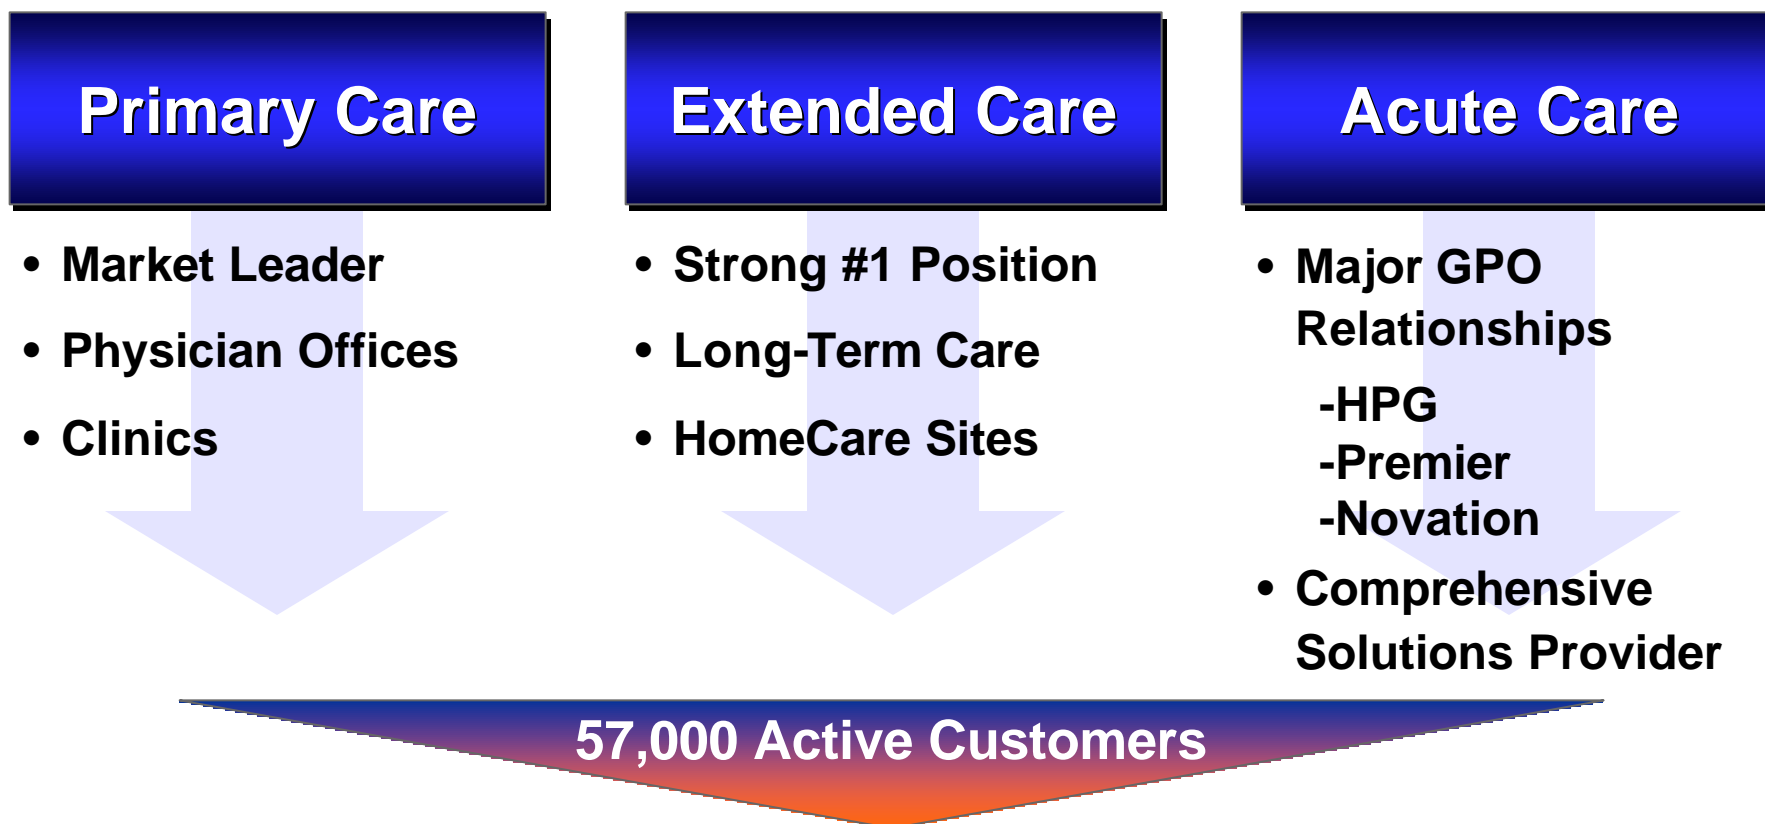 Primary Care
• Market Leader
• Physician Offices
• Clinics
Extended Care
• Strong #1 Position
• Long-Term Care
• HomeCare Sites
Acute Care
• Major GPO
Relationships
-HPG
-Premier
-Novation
• Comprehensive
Solutions Provider
57,000 Active Customers